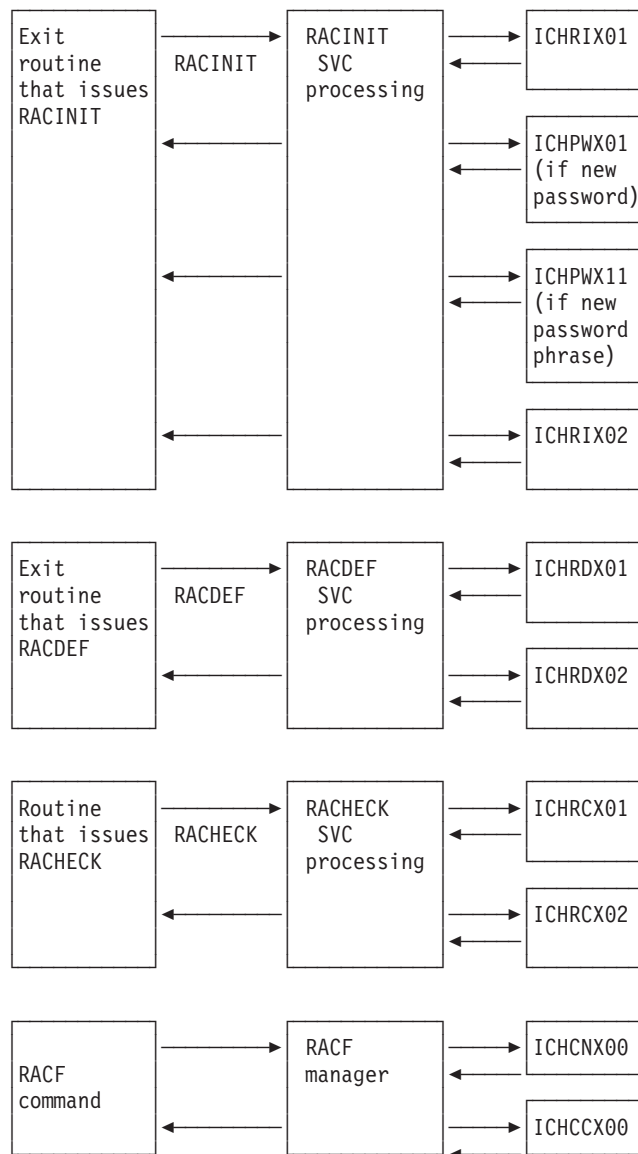 Exit
routine
that issues
RACINIT
RACINIT
RACINIT
SVC
processing
ICHRIX01
ICHPWX01
(if new
password)
ICHPWX11
(if new
password
phrase)
ICHRIX02
Exit
routine
that issues
RACDEF
RACDEF
RACDEF
SVC
processing
ICHRDX01
ICHRDX02
Routine
that issues
RACHECK
RACHECK
RACHECK
SVC
processing
ICHRCX01
ICHRCX02
RACF
command
RACF
manager
ICHCNX00
ICHCCX00